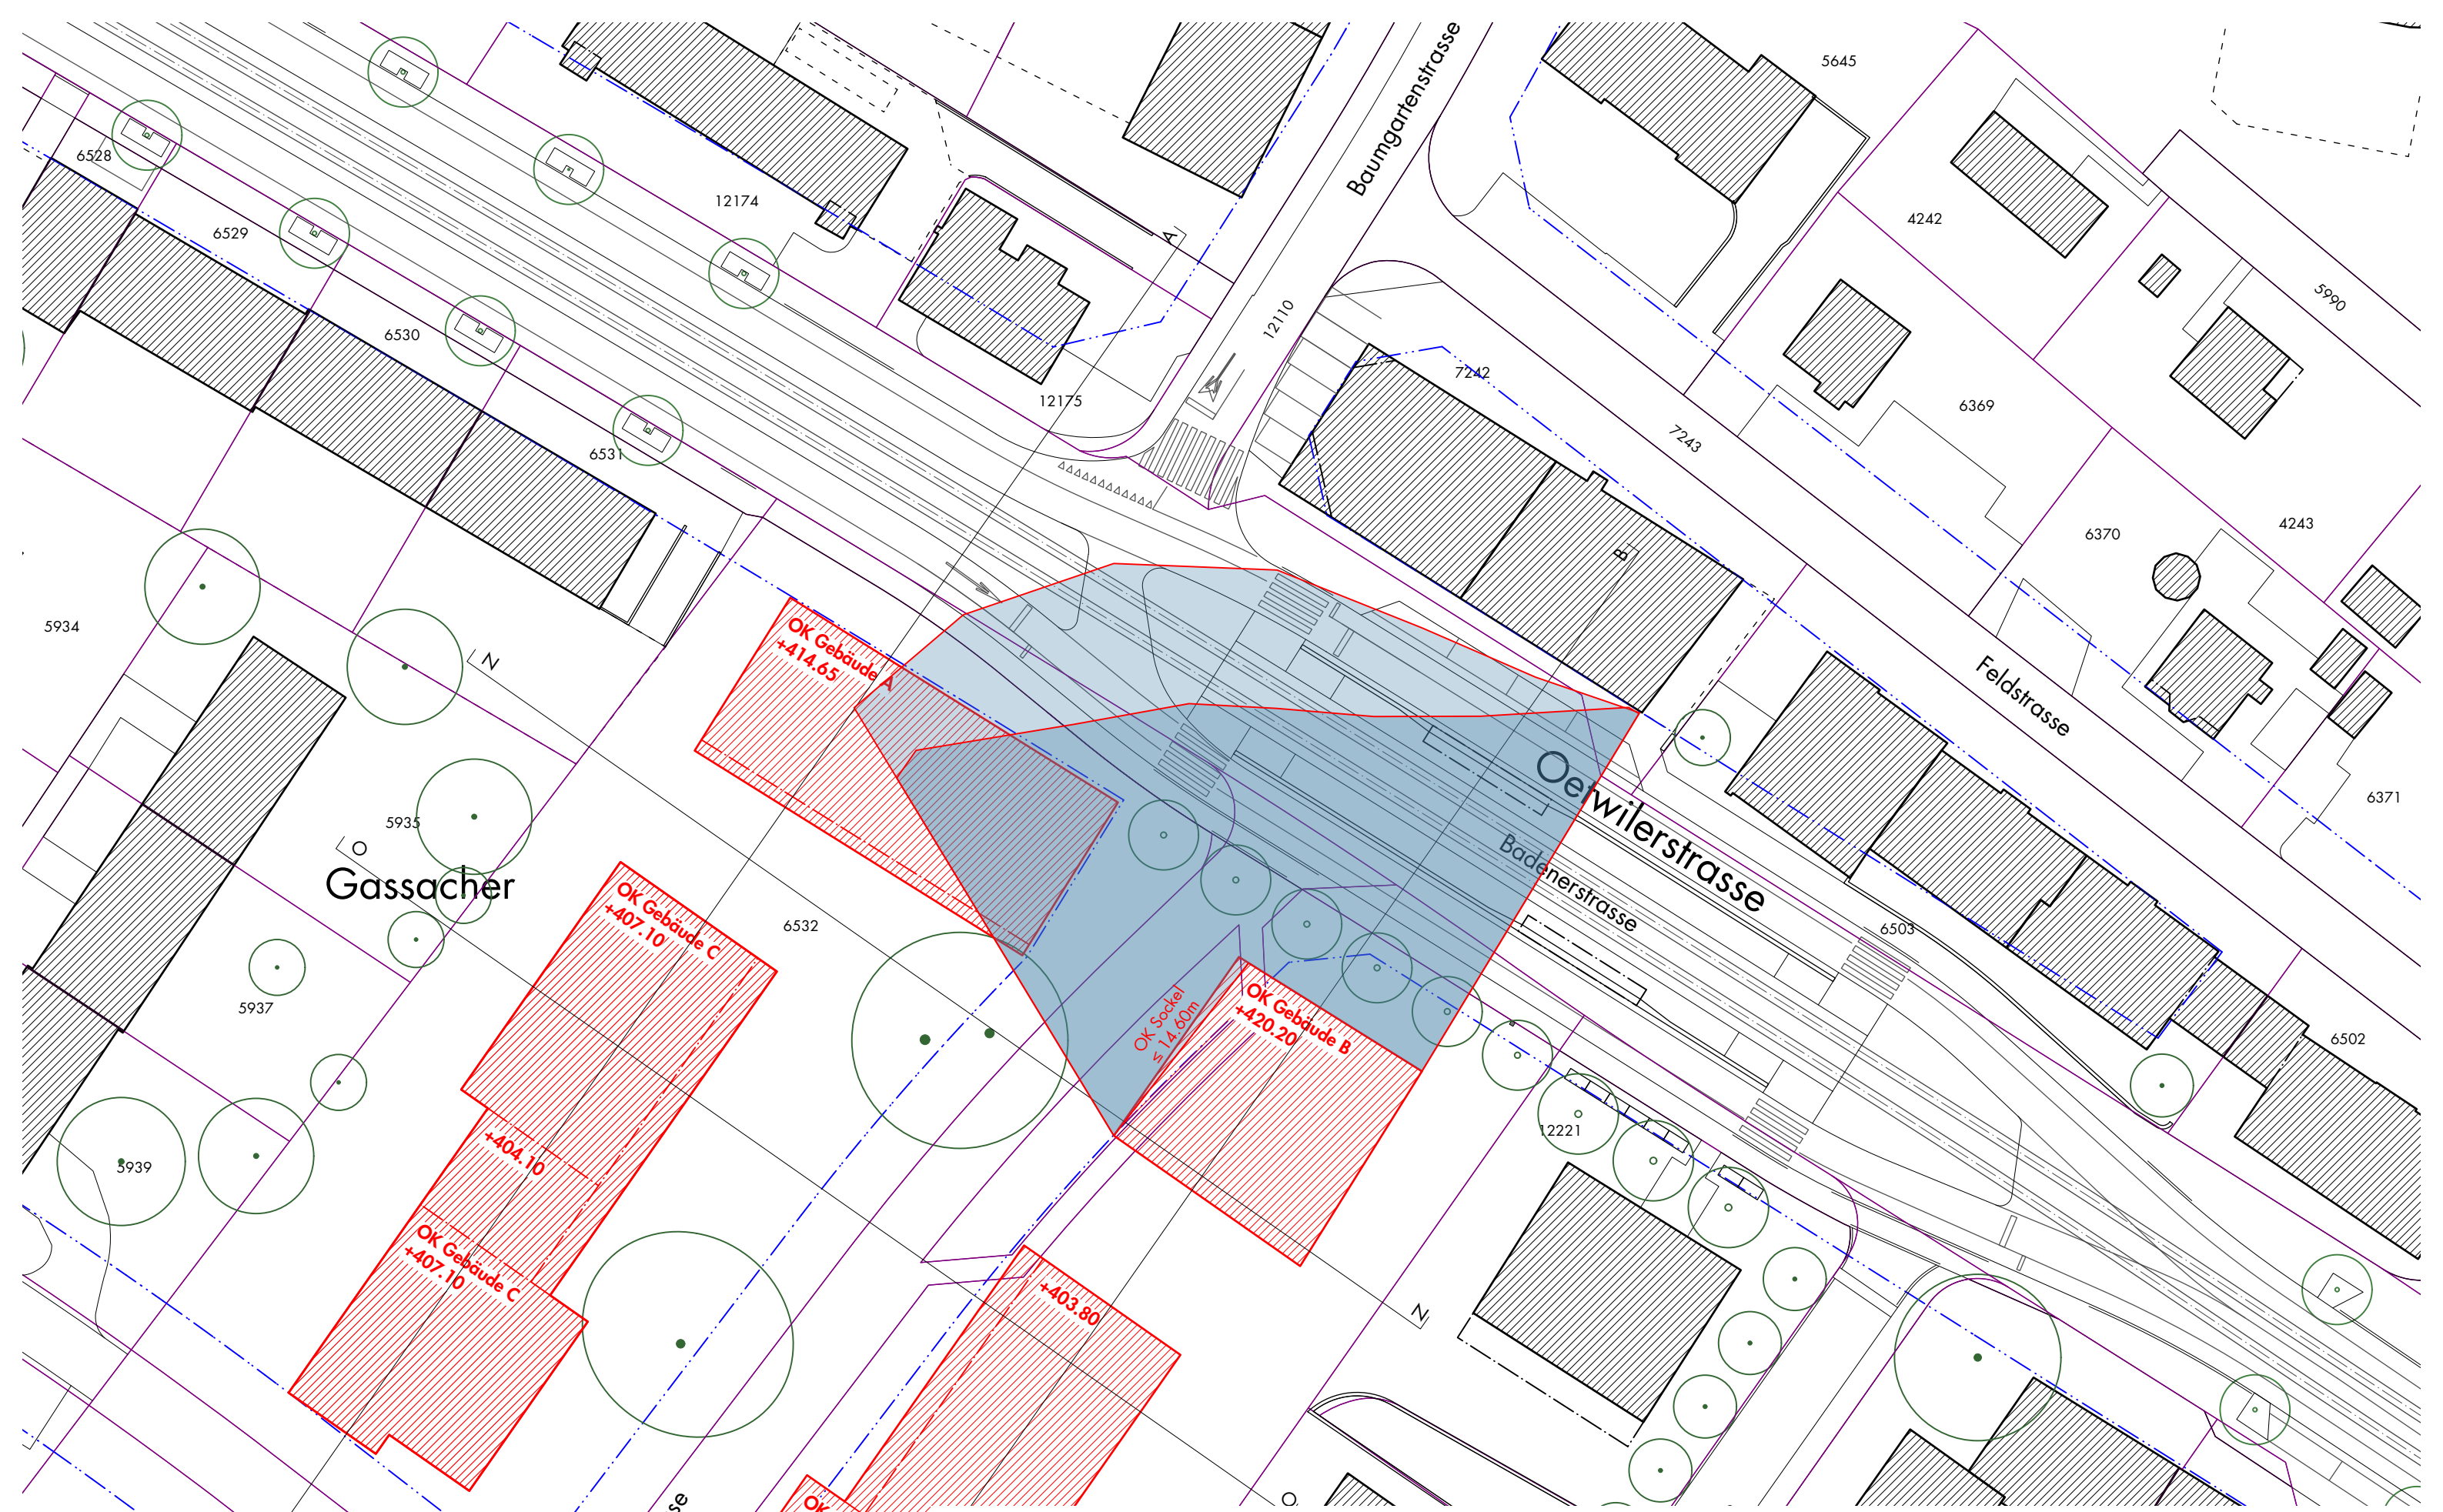 Baumgartenstrasse
5645
6528
12174
4242
6529
A
5990
12110
6530
7242
12175
6369
7243
6531
4243
6370
B
5934
OK Gebäude A
+414.65
N
Feldstrasse
Oetwilerstrasse
6371
5935
O
Gassacher
Badenerstrasse
OK Gebäude C
+407.10
6532
6503
5937
OK Sockel
≤ 14.60m
OK Gebäude B
+420.20
6502
12221
+404.10
5939
OK Gebäude C
+407.10
+403.80
N
O
se
OK